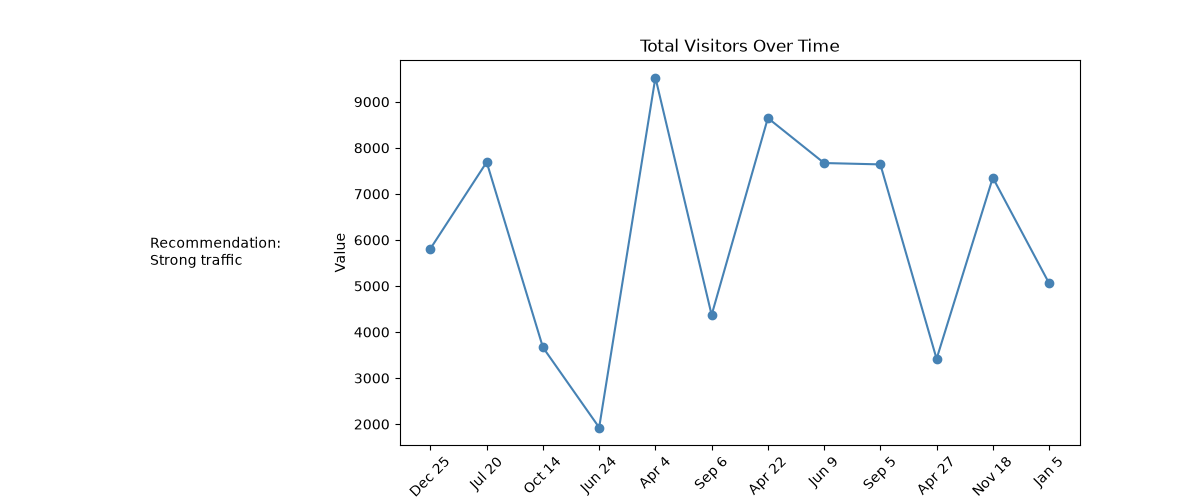 Total Visitors Over Time
Recommendation:
Strong traffic
Value
9000
8000
7000
6000
5000
4000
3000
2000
Dec 25
Jul 20
Oct 14
Jun 24
Apr 4
Sep 6
Apr 22
Jun 9
Sep 5
Apr 27
Nov 18
Jan 5